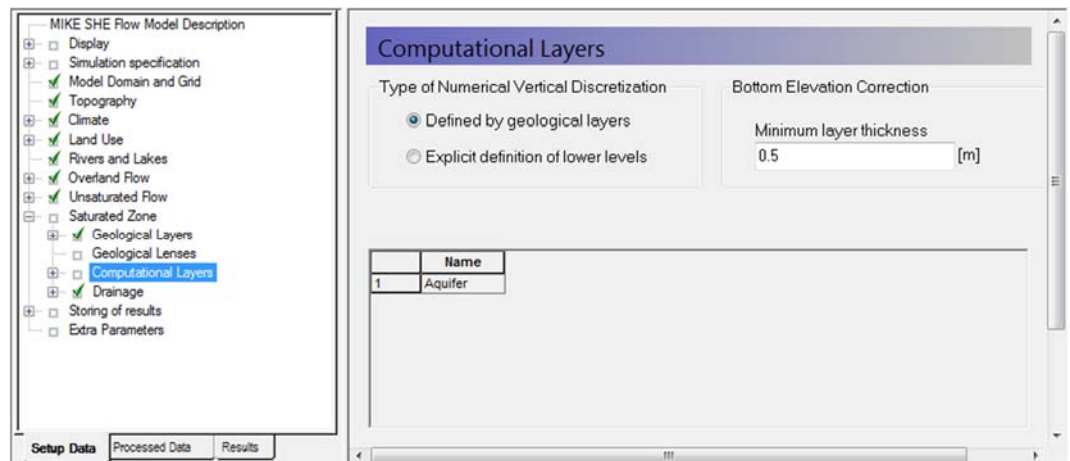 MIKE SHE Flow Model Description
Display
Simulation specification
Model Domain and Grid
Topography
Climate
Land Use
Rivers and Lakes
Overland Flow
Unsaturated Flow
Saturated Zone
Geological Layers
Geological Lenses
Computational Layers
Drainage
Storing of results
Extra Parameters
Setup Data Processed Data Results
Computational Layers
Type of Numerical Vertical Discretization
Defined by geological layers
Explicit definition of lower levels
Bottom Elevation Correction
Minimum layer thickness
0.5 [m]
Name
1 Aquifer